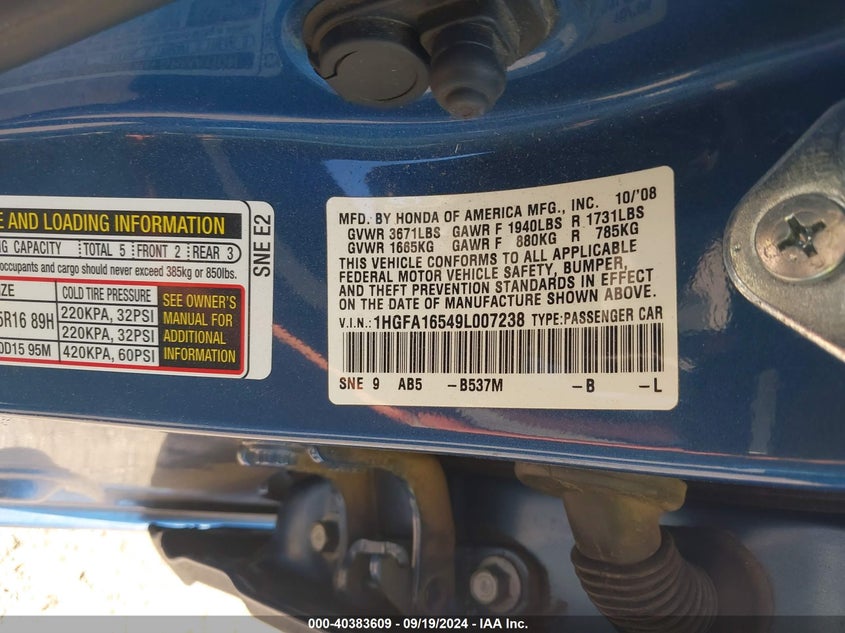 E AND LOADING INFORMATION
NG CAPACITY TOTAL 5 FRONT 2 REAR 3
occupants and cargo should never exceed 385kg or 850lbs.
IZE COLD TIRE PRESSURE SEE OWNER'S MANUAL FOR ADDITIONAL INFORMATION
5R16 89H 220KPA, 32PSI
220KPA, 32PSI
0D15 95M 420KPA, 60PSI
SNE E2
MFD. BY HONDA OF AMERICA MFG., INC. 10/'08
GVWR 3671LBS GAWR F 1940LBS R 1731LBS
GVWR 1665KG GAWR F 880KG R 785KG
THIS VEHICLE CONFORMS TO ALL APPLICABLE
FEDERAL MOTOR VEHICLE SAFETY, BUMPER,
AND THEFT PREVENTION STANDARDS IN EFFECT
ON THE DATE OF MANUFACTURE SHOWN ABOVE.
V.I.N.: 1HGFA16549L007238 TYPE:PASSENGER CAR
SNE 9 AB5 -B537M -B -L
000-40383609 - 09/19/2024 - IAA Inc.